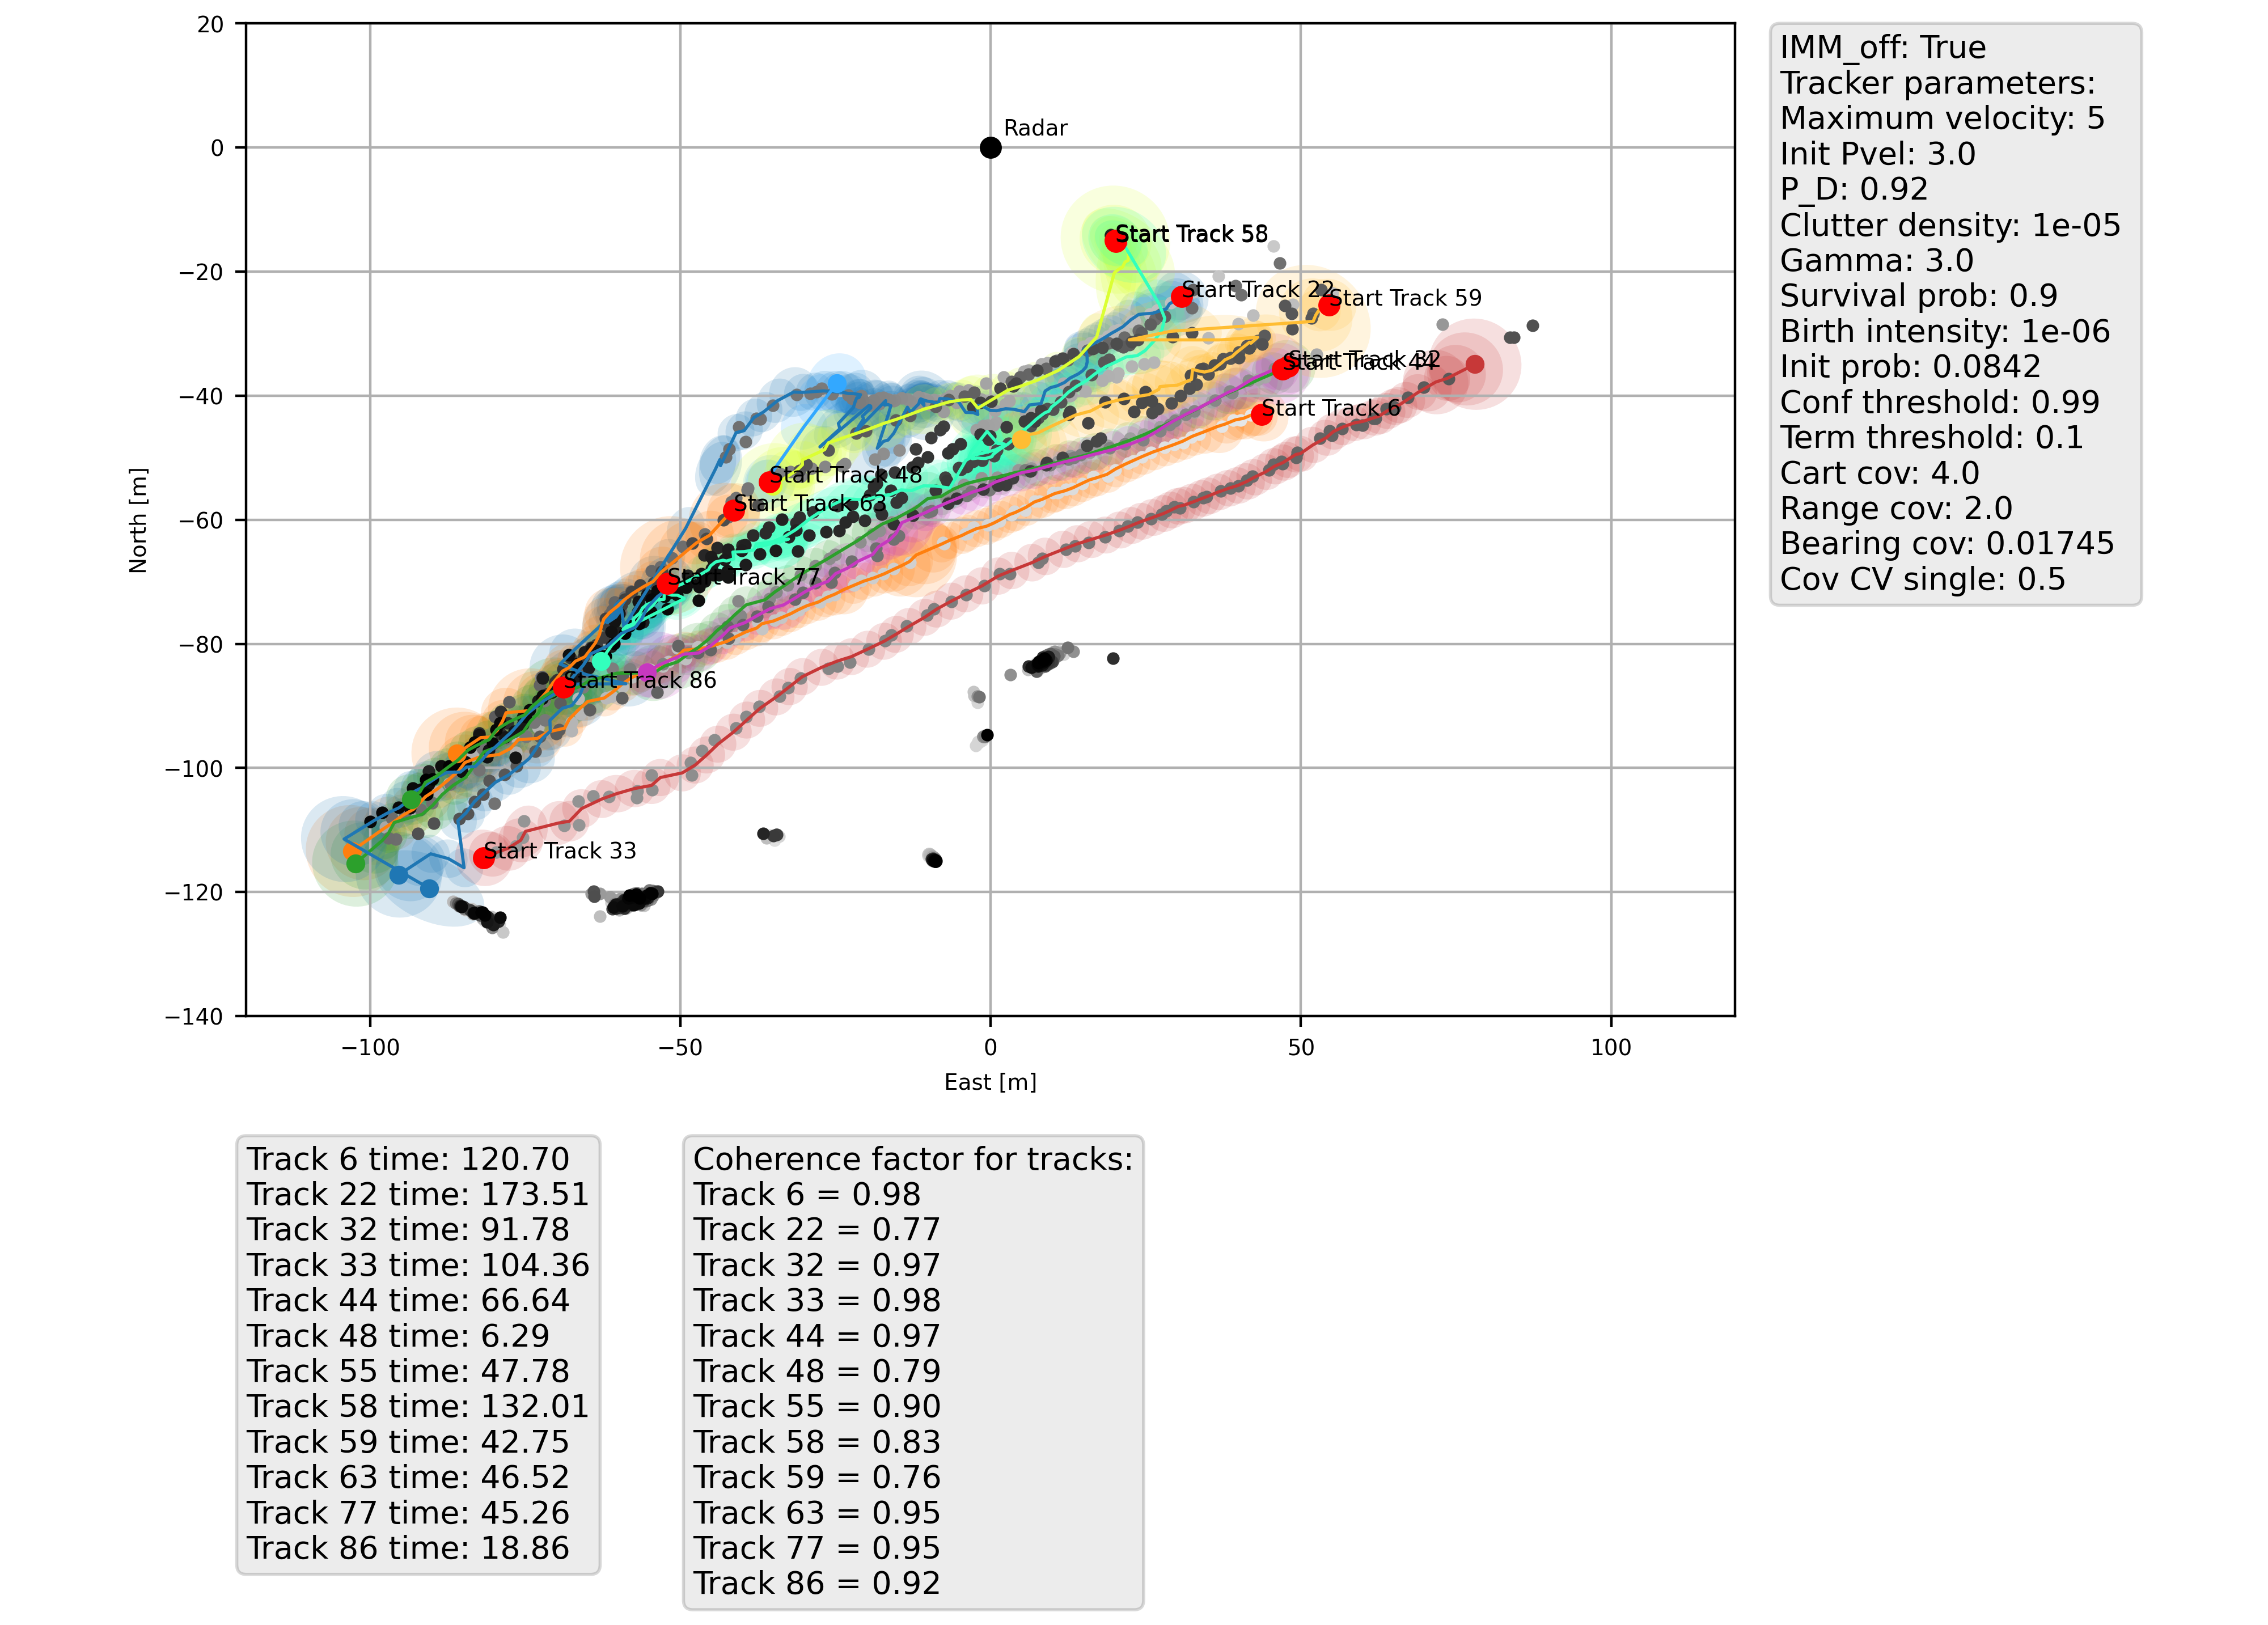 20
0
−20
−40
−60
−80
−100
−120
−140
−100
−50
0
50
100
East [m]
North [m]
Radar
Start Track 58
Start Track 22
Start Track 59
Start Track 32
Start Track 44
Start Track 6
Start Track 48
Start Track 63
Start Track 77
Start Track 86
Start Track 33
IMM_off: True
Tracker parameters:
Maximum velocity: 5
Init Pvel: 3.0
P_D: 0.92
Clutter density: 1e-05
Gamma: 3.0
Survival prob: 0.9
Birth intensity: 1e-06
Init prob: 0.0842
Conf threshold: 0.99
Term threshold: 0.1
Cart cov: 4.0
Range cov: 2.0
Bearing cov: 0.01745
Cov CV single: 0.5
Track 6 time: 120.70
Track 22 time: 173.51
Track 32 time: 91.78
Track 33 time: 104.36
Track 44 time: 66.64
Track 48 time: 6.29
Track 55 time: 47.78
Track 58 time: 132.01
Track 59 time: 42.75
Track 63 time: 46.52
Track 77 time: 45.26
Track 86 time: 18.86
Coherence factor for tracks:
Track 6 = 0.98
Track 22 = 0.77
Track 32 = 0.97
Track 33 = 0.98
Track 44 = 0.97
Track 48 = 0.79
Track 55 = 0.90
Track 58 = 0.83
Track 59 = 0.76
Track 63 = 0.95
Track 77 = 0.95
Track 86 = 0.92